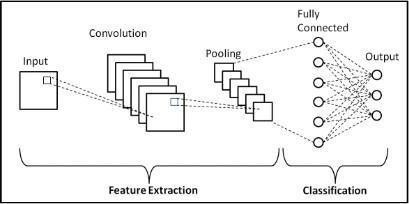 Input
Convolution
Pooling
Fully
Connected
Output
Feature Extraction
Classification